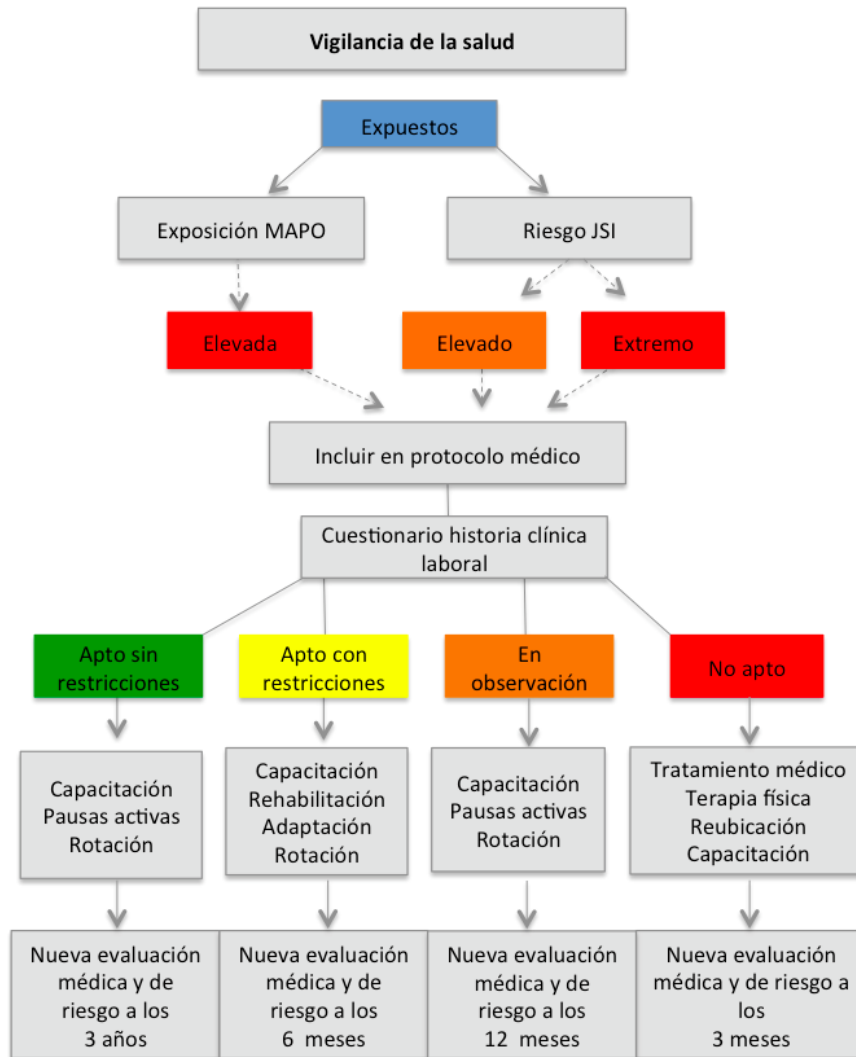 Vigilancia de la salud
Expuestos
Exposición MAPO
Riesgo JSI
Elevada
Elevado
Extremo
Incluir en protocolo médico
Cuestionario historia clínica
laboral
Apto sin
restricciones
Apto con
restricciones
En
observación
No apto
Capacitación
Pausas activas
Rotación
Capacitación
Rehabilitación
Adaptación
Rotación
Capacitación
Pausas activas
Rotación
Tratamiento médico
Terapia física
Reubicación
Capacitación
Nueva evaluación
médica y de
riesgo a los
3 años
Nueva evaluación
médica y de
riesgo a los
6 meses
Nueva evaluación
médica y de
riesgo a los
12 meses
Nueva evaluación
médica y de riesgo a
los
3 meses